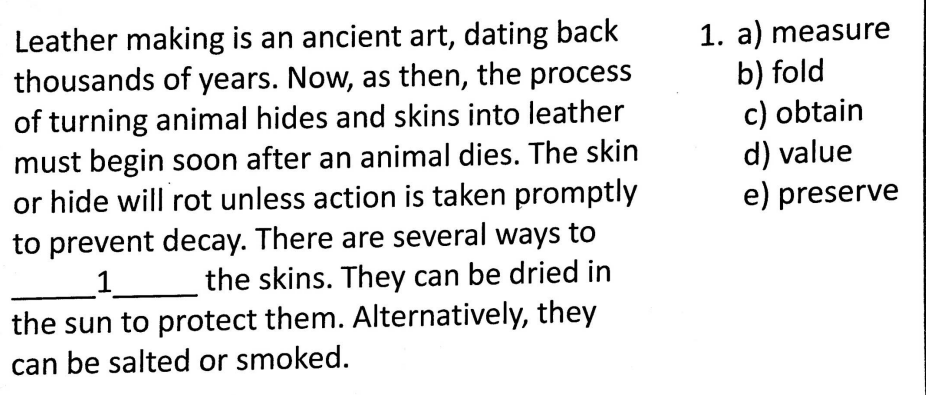 Leather making is an ancient art, dating back
thousands of years. Now, as then, the process
of turning animal hides and skins into leather
must begin soon after an animal dies. The skin
or hide will rot unless action is taken promptly
to prevent decay. There are several ways to
_____1_____ the skins. They can be dried in
the sun to protect them. Alternatively, they
can be salted or smoked.
1. a) measure
b) fold
c) obtain
d) value
e) preserve